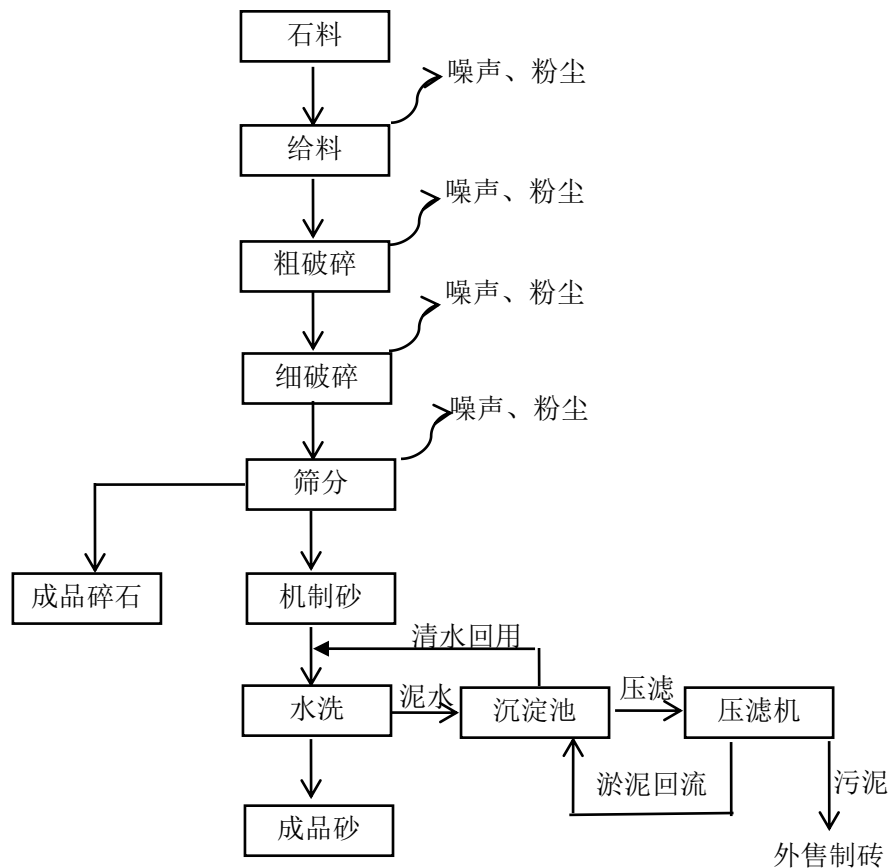 石料
噪声、粉尘
给料
噪声、粉尘
粗破碎
噪声、粉尘
细破碎
噪声、粉尘
筛分
成品碎石
机制砂
清水回用
水洗
泥水
沉淀池
压滤
压滤机
淤泥回流
污泥
成品砂
外售制砖